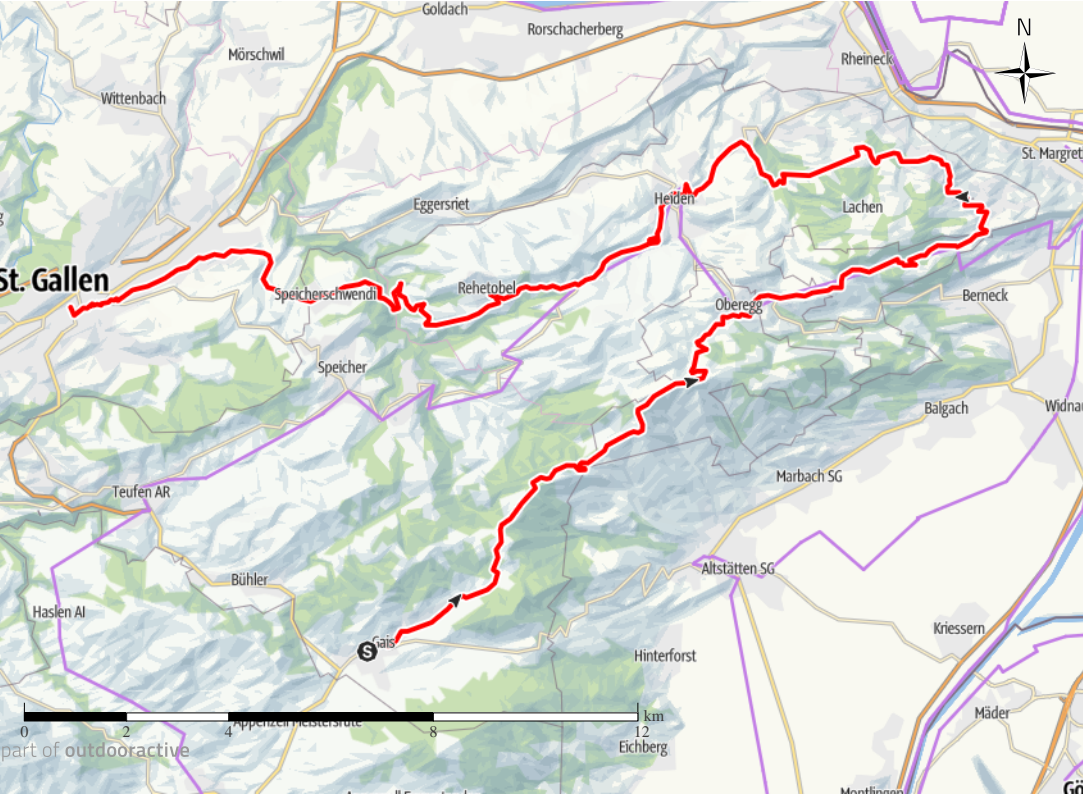 Goldach
Rorschacherberg
N
Mörschwil
Rheineck
Wittenbach
St. Margret
Heiden
Eggersriet
Lachen
St. Gallen
Speicherschwendi
Rehetobel
Berneck
Oberegg
Speicher
Balgach
Widnau
Marbach SG
Teufen AR
Altstätten SG
Bühler
Haslen AI
Kriessern
Gais
S
Hinterforst
Mäder
km
0 2 4 8 12
Eichberg
part of outdooractive
Gö